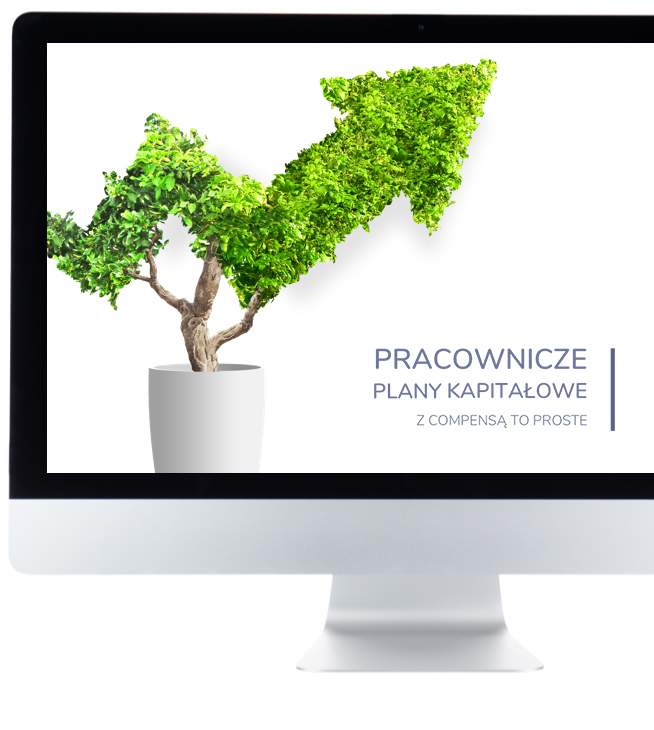 PRACOWNICZE
PLANY KAPITAŁOWE
Z COMPENSĄ TO PROSTE